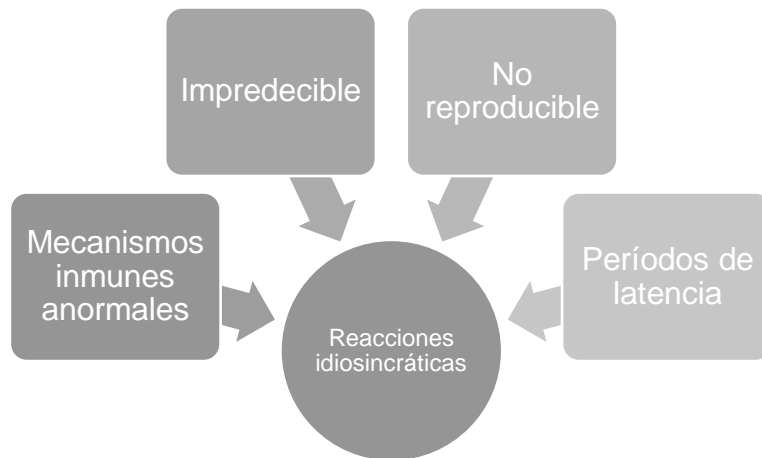 Impredecible
No
reproducible
Mecanismos
inmunes
anormales
Períodos de
latencia
Reacciones
idiosincráticas